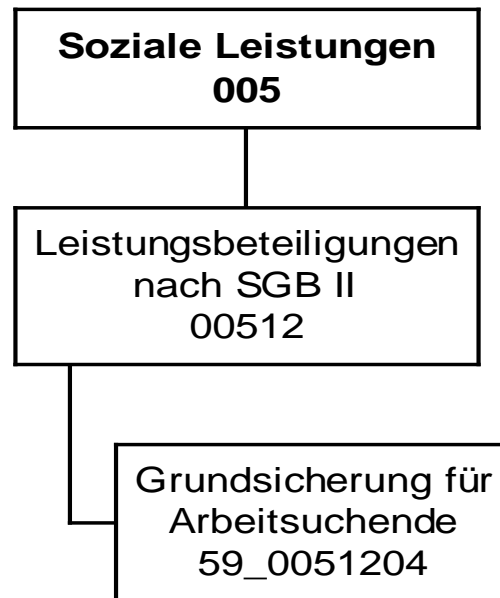 Soziale Leistungen
005
Leistungsbeteiligungen
nach SGB II
00512
Grundsicherung für
Arbeitsuchende
59_0051204